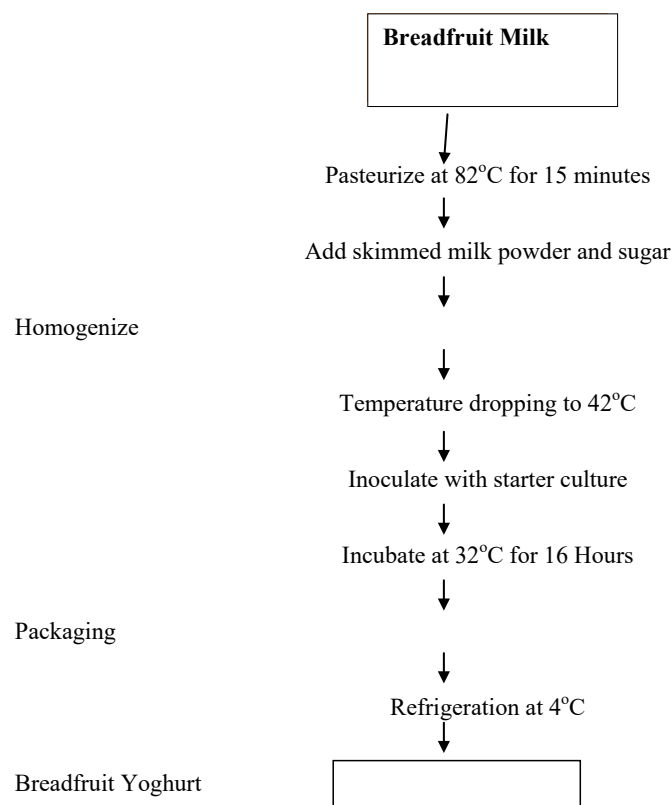 Breadfruit Milk
Pasteurize at 82°C for 15 minutes
Add skimmed milk powder and sugar
Homogenize
Temperature dropping to 42°C
Inoculate with starter culture
Incubate at 32°C for 16 Hours
Packaging
Refrigeration at 4°C
Breadfruit Yoghurt